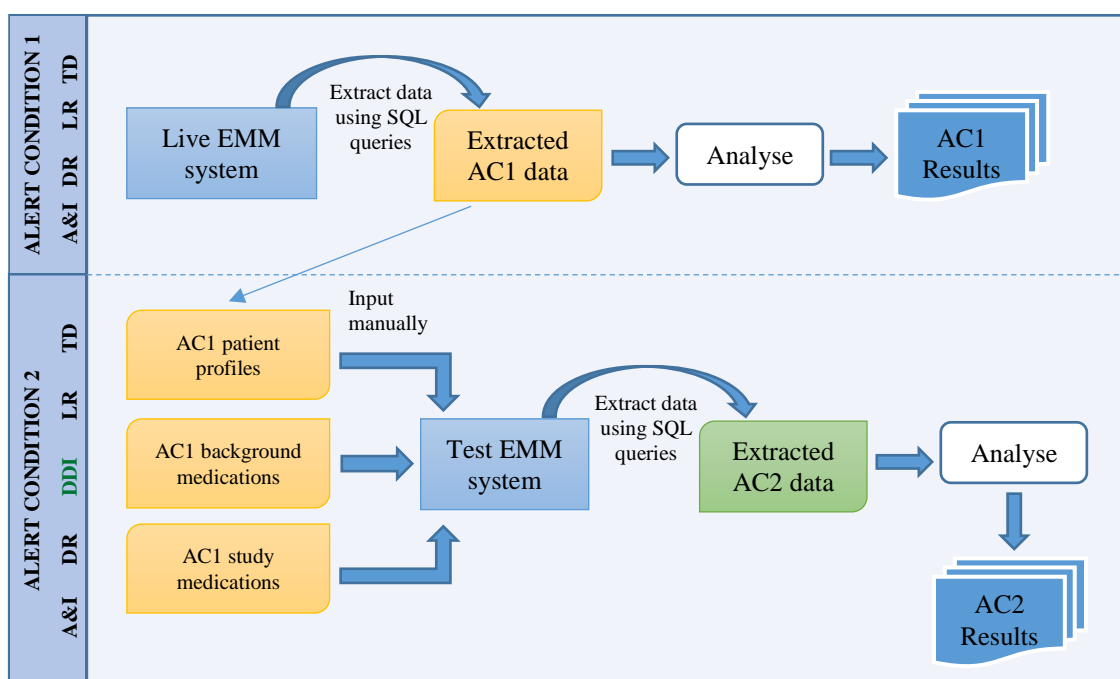 ALERT CONDITION 1
A&I DR LR TD
Live EMM
system
Extract data
using SQL
queries
Extracted
AC1 data
Analyse
AC1
Results
ALERT CONDITION 2
A&I DR DDI LR TD
AC1 patient
profiles
Input
manually
AC1 background
medications
AC1 study
medications
Test EMM
system
Extract data
using SQL
queries
Extracted
AC2 data
Analyse
AC2
Results